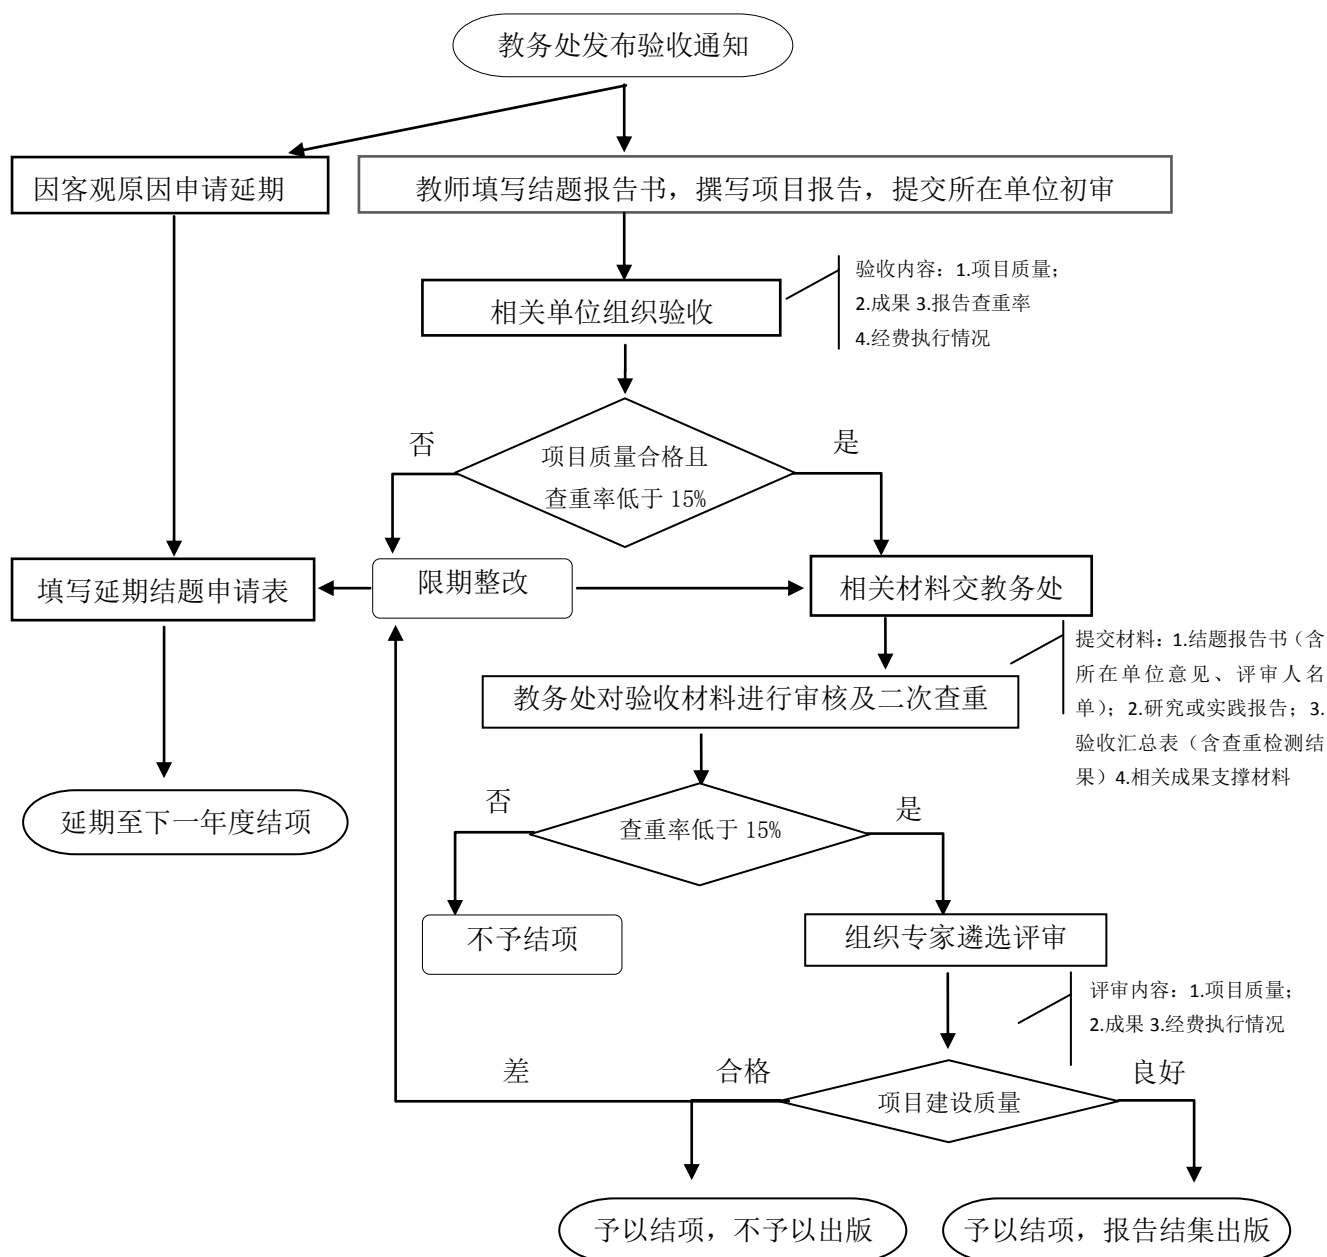 教务处发布验收通知
因客观原因申请延期
教师填写结题报告书，撰写项目报告，提交所在单位初审
验收内容：1.项目质量；
2.成果 3.报告查重率
4.经费执行情况
相关单位组织验收
否
是
项目质量合格且
查重率低于 15%
填写延期结题申请表
限期整改
相关材料交教务处
提交材料：1.结题报告书（含
所在单位意见、评审人名
单）；2.研究或实践报告；3.
验收汇总表（含查重检测结
果）4.相关成果支撑材料
教务处对验收材料进行审核及二次查重
延期至下一年度结项
否
是
查重率低于 15%
不予结项
组织专家遴选评审
评审内容：1.项目质量；
2.成果 3.经费执行情况
差
合格
良好
项目建设质量
予以结项，不予以出版
予以结项，报告结集出版